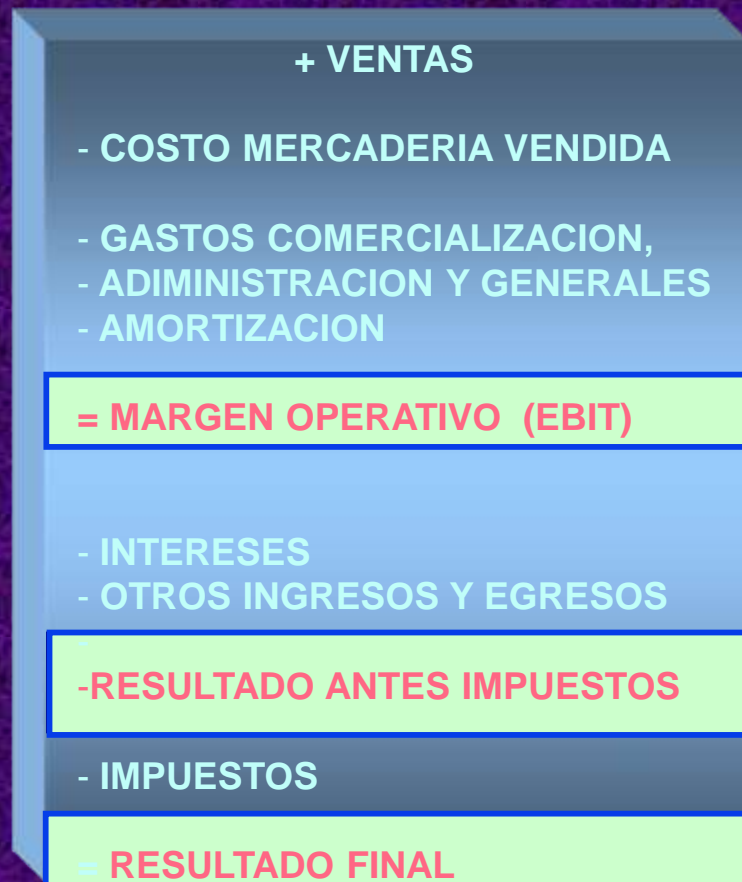 + VENTAS
- COSTO MERCADERIA VENDIDA
- GASTOS COMERCIALIZACION,
- ADIMINISTRACION Y GENERALES
- AMORTIZACION
= MARGEN OPERATIVO (EBIT)
- INTERESES
- OTROS INGRESOS Y EGRESOS
-
-RESULTADO ANTES IMPUESTOS
- IMPUESTOS
= RESULTADO FINAL